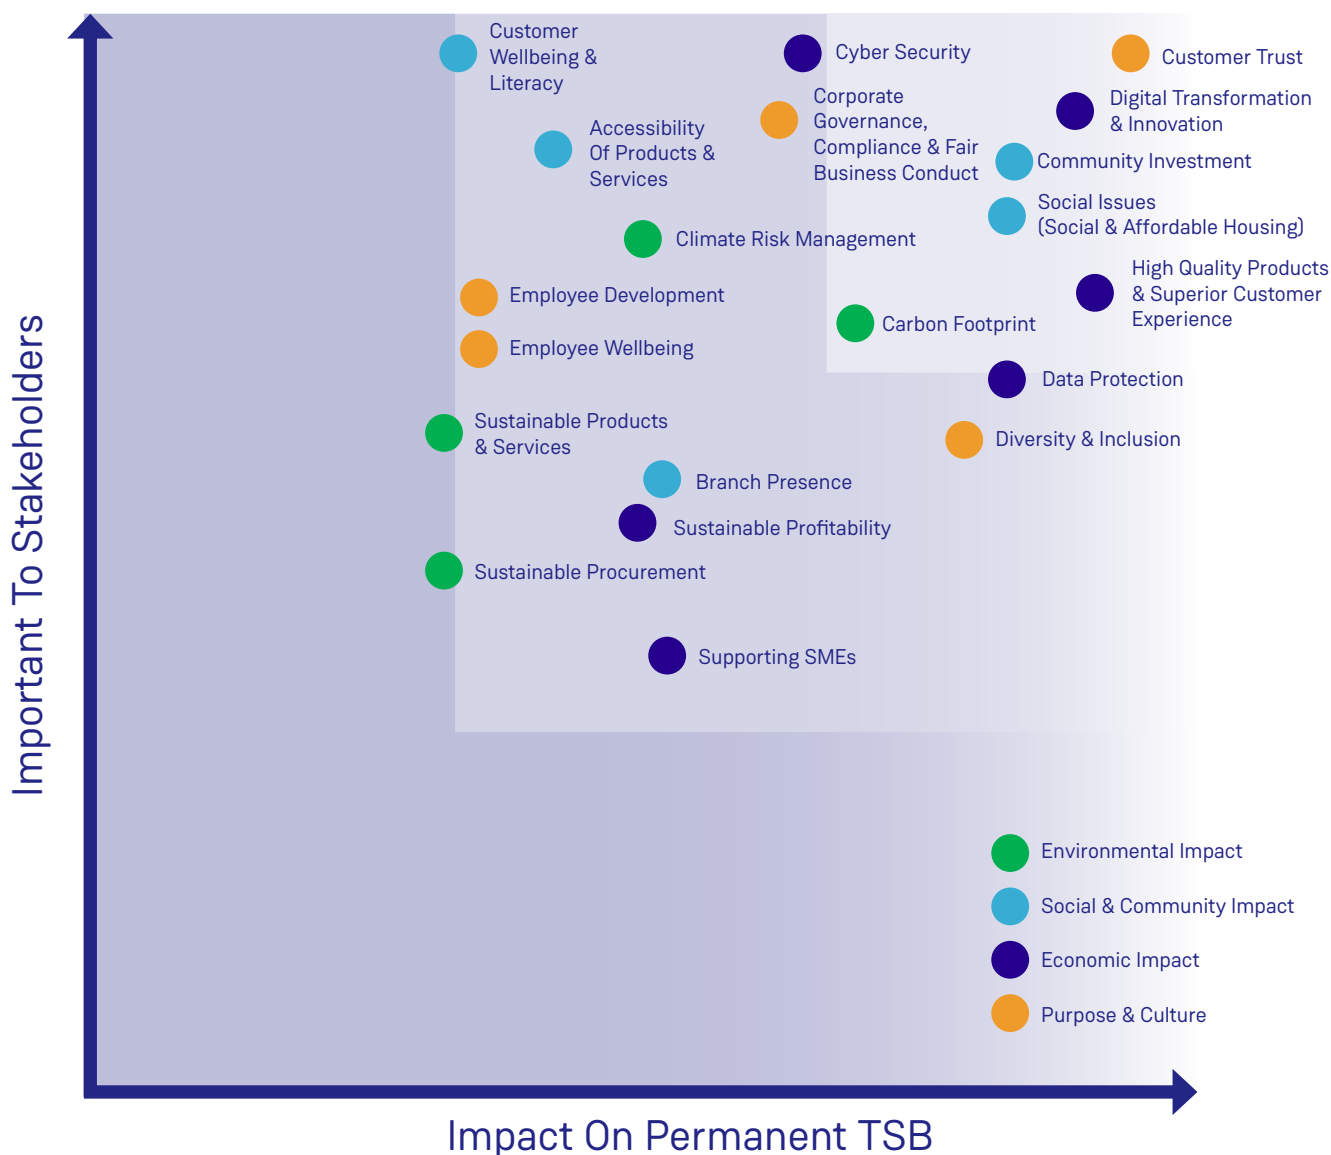 Customer
Wellbeing &
Literacy
Cyber Security
Customer Trust
Corporate
Governance,
Compliance & Fair
Business Conduct
Digital Transformation
& Innovation
Accessibility
Of Products &
Services
Community Investment
Social Issues
(Social & Affordable Housing)
Climate Risk Management
High Quality Products
& Superior Customer
Experience
Employee Development
Carbon Footprint
Employee Wellbeing
Data Protection
Sustainable Products
& Services
Diversity & Inclusion
Branch Presence
Sustainable Profitability
Sustainable Procurement
Supporting SMEs
Important To Stakeholders
Environmental Impact
Social & Community Impact
Economic Impact
Purpose & Culture
Impact On Permanent TSB